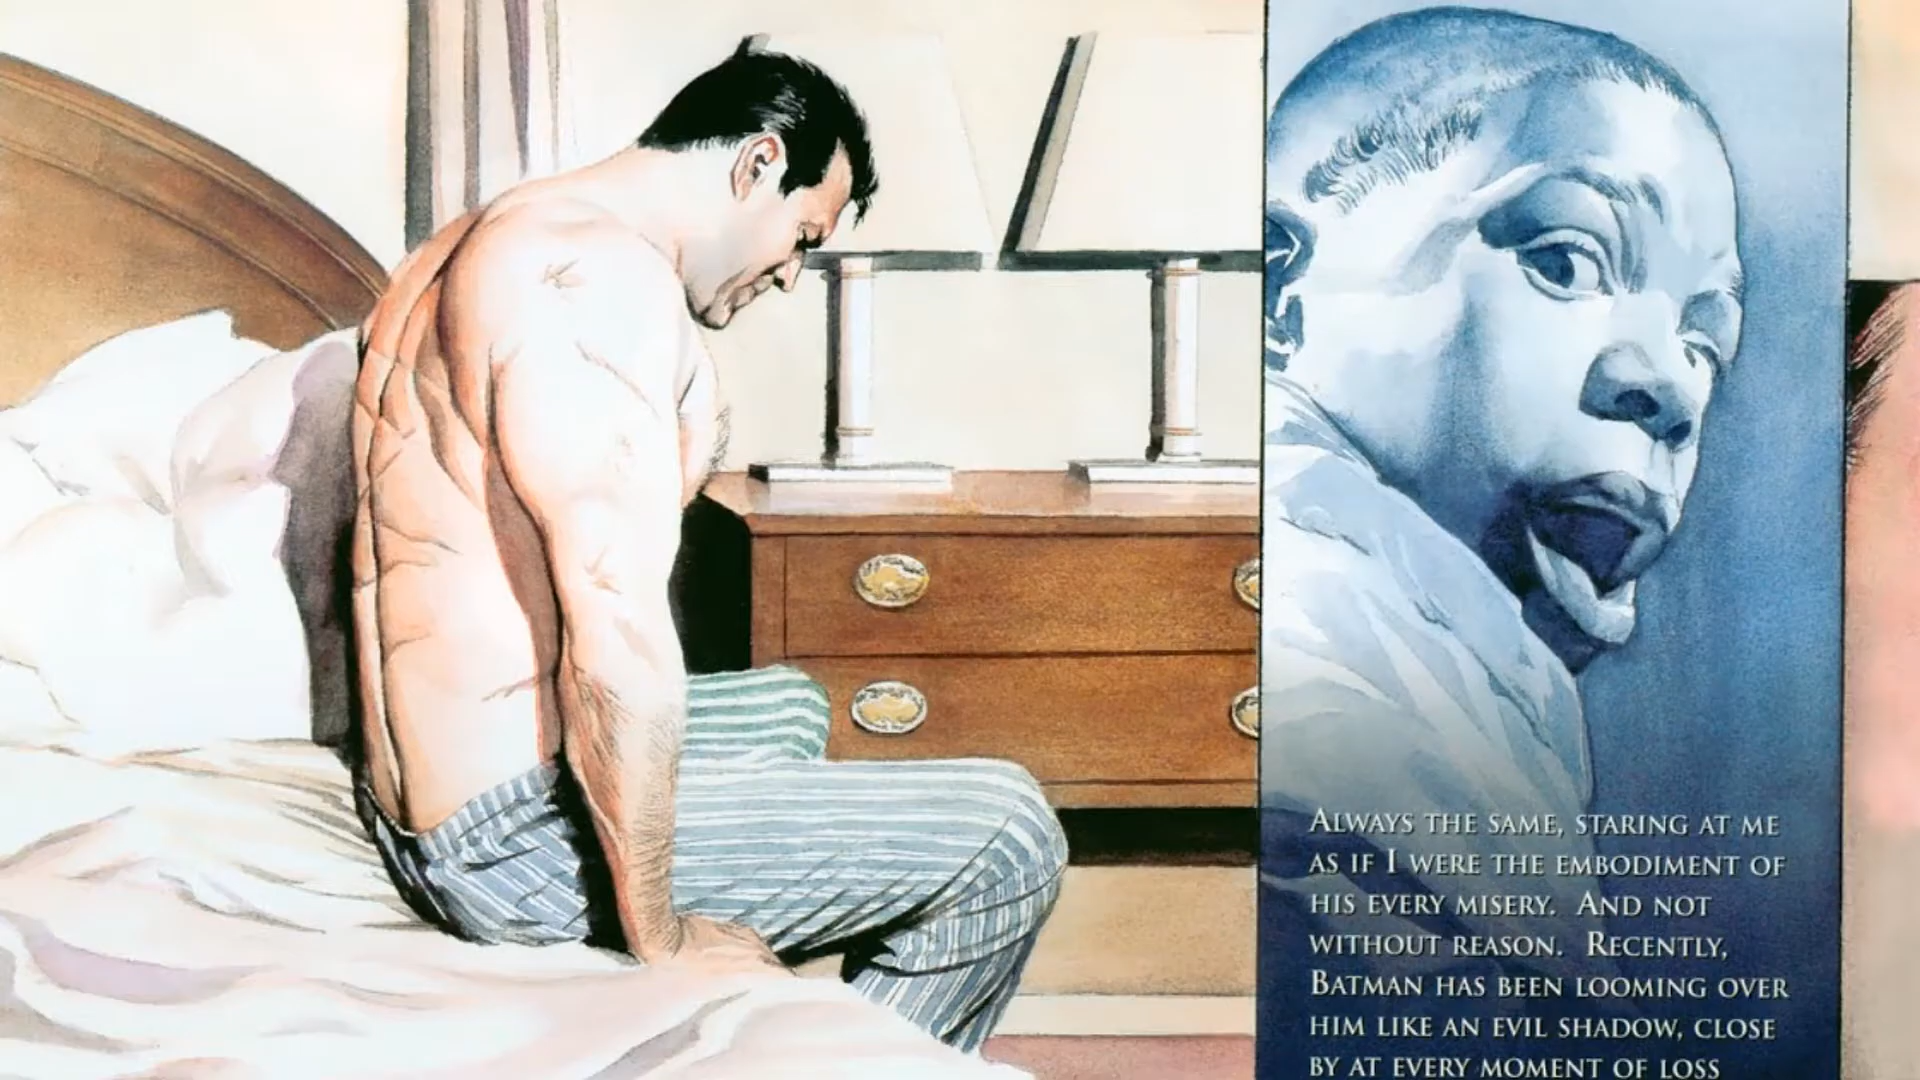 Always the same, staring at me
as if I were the embodiment of
his every misery. And not
without reason. Recently,
Batman has been looming over
him like an evil shadow, close
by at every moment of loss